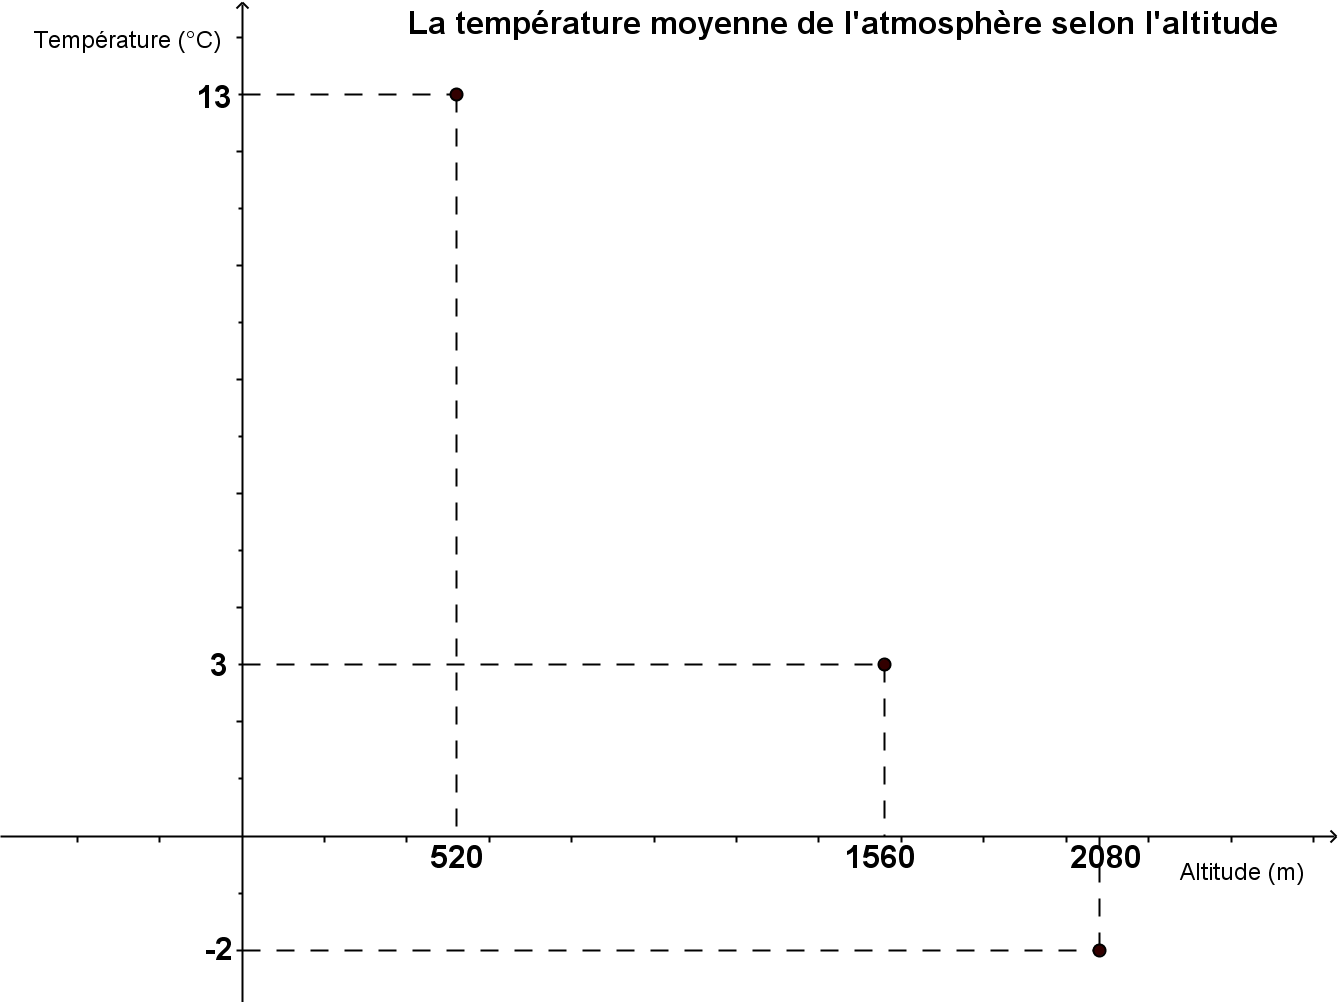 La température moyenne de l'atmosphère selon l'altitude
Température (°C)
13
3
520
1560
2080
Altitude (m)
-2